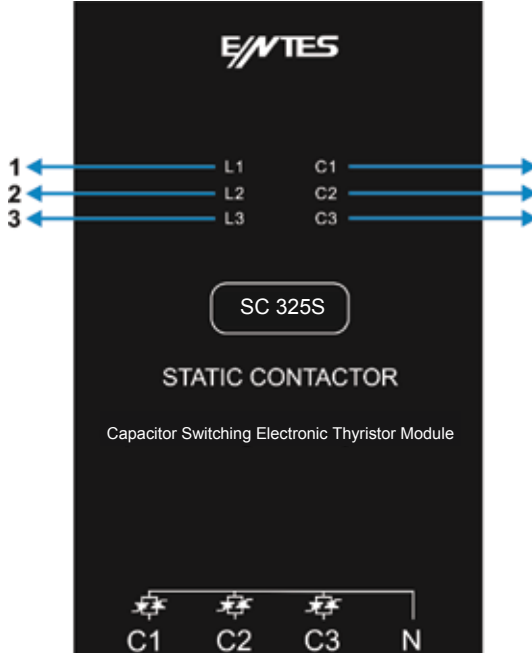 ENTES
1 L1 C1
2 L2 C2
3 L3 C3
SC 325S
STATIC CONTACTOR
Capacitor Switching Electronic Thyristor Module
C1 C2 C3 N